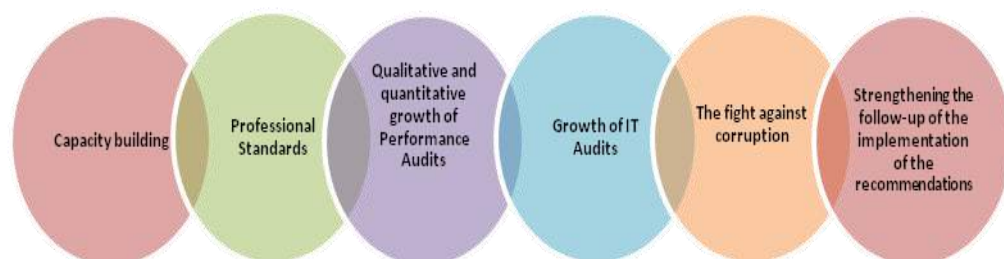 Capacity building
Professional
Standards
Qualitative and
quantitative
growth of
Performance
Audits
Growth of IT
Audits
The fight against
corruption
Strengthening the
follow-up of the
implementation
of the
recommendations